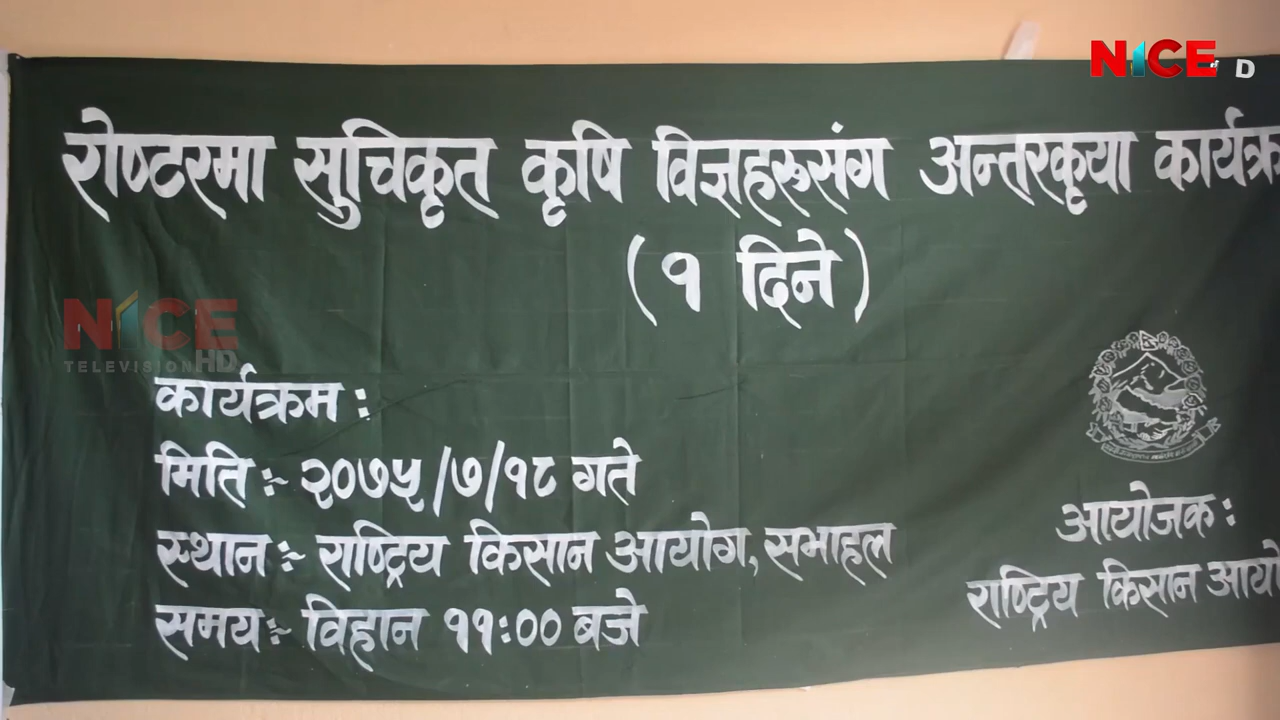 NICE HD
रोष्टरमा सुचिकृत कृषि विज्ञहरुसंग अन्तरकृया कार्यक्र
(१ दिने)
NICE
TELEVISION HD
कार्यक्रम :
मिति :- २०७५/७/१८ गते
स्थान :- राष्ट्रिय किसान आयोग, सभाहल
समय :- विहान ११:०० बजे
आयोजक :
राष्ट्रिय किसान आयो